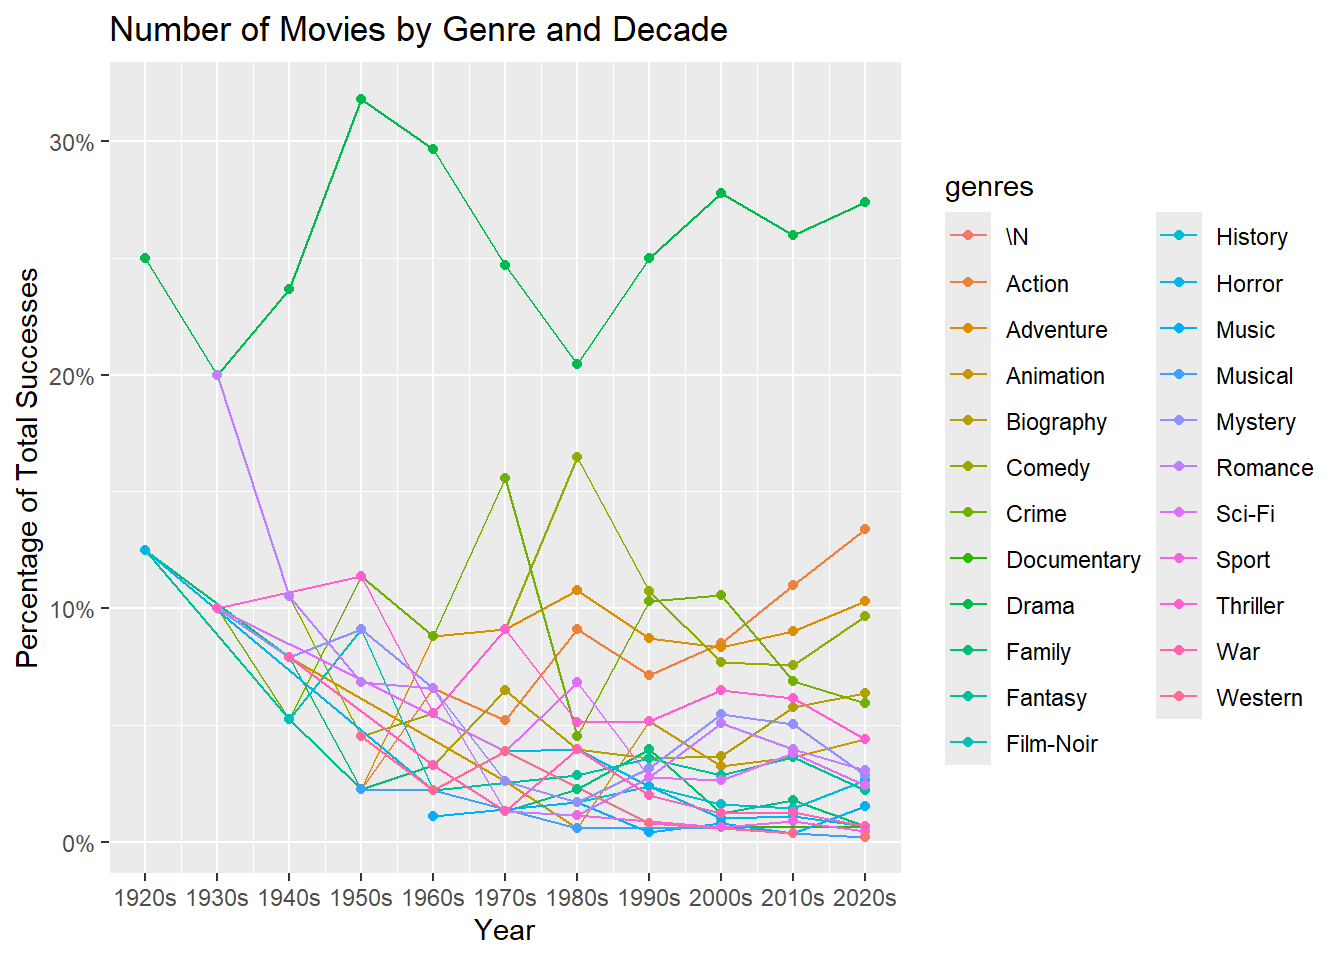 Number of Movies by Genre and Decade
Percentage of Total Successes
30%
20%
10%
0%
1920s 1930s 1940s 1950s 1960s 1970s 1980s 1990s 2000s 2010s 2020s
Year
genres
\N
Action
Adventure
Animation
Biography
Comedy
Crime
Documentary
Drama
Family
Fantasy
Film-Noir
History
Horror
Music
Musical
Mystery
Romance
Sci-Fi
Sport
Thriller
War
Western